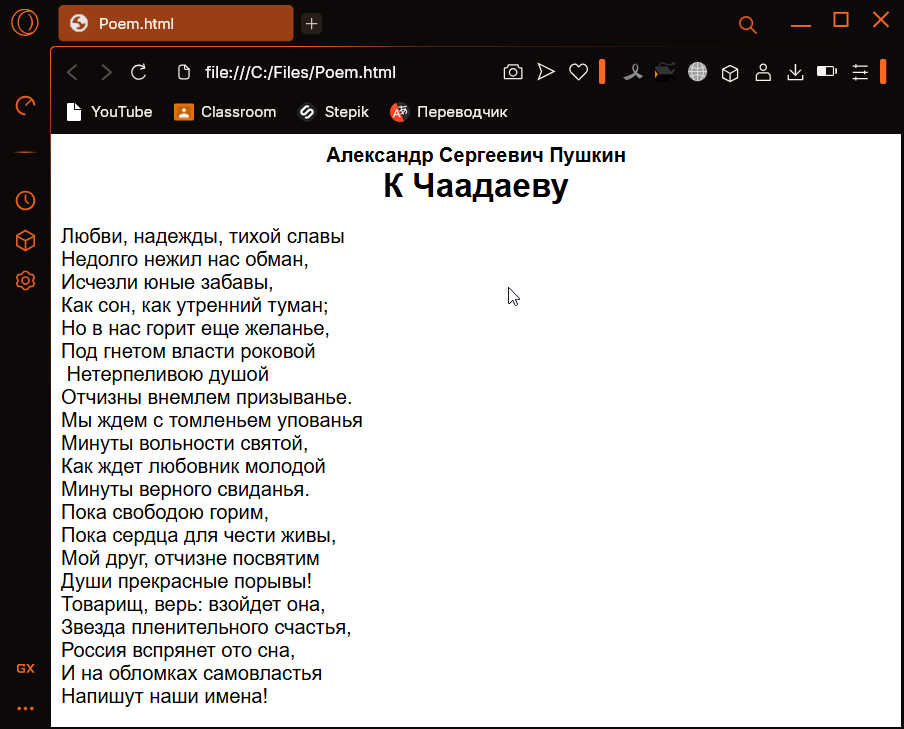 Poem.html
file:///C:/Files/Poem.html
YouTube Classroom Stepik Переводчик
Александр Сергеевич Пушкин
К Чаадаеву
Любви, надежды, тихой славы
Недолго нежил нас обман,
Исчезли юные забавы,
Как сон, как утренний туман;
Но в нас горит еще желанье,
Под гнетом власти роковой
Нетерпеливою душой
Отчизны внемлем призыванье.
Мы ждем с томленьем упованья
Минуты вольности святой,
Как ждет любовник молодой
Минуты верного свиданья.
Пока свободою горим,
Пока сердца для чести живы,
Мой друг, отчизне посвятим
Души прекрасные порывы!
Товарищ, верь: взойдет она,
Звезда пленительного счастья,
Россия вспрянет ото сна,
И на обломках самовластья
Напишут наши имена!
GX